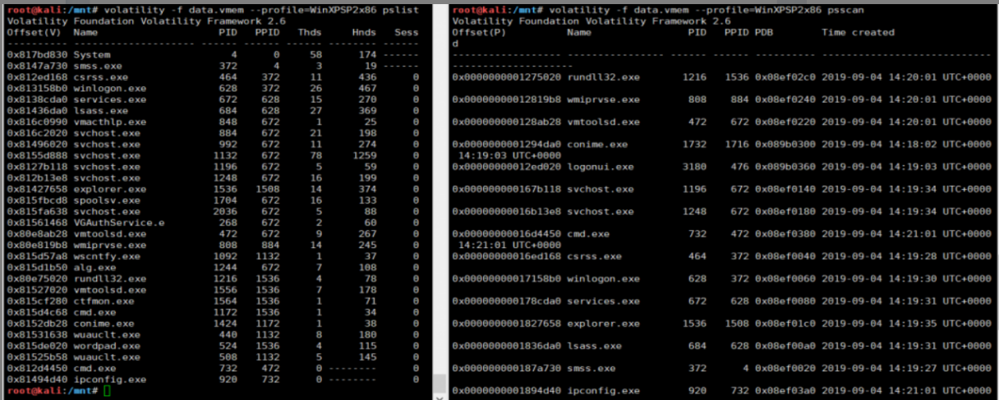 root@kali:/mnt# volatility -f data.vmem --profile=WinXPSP2x86 pslist
Volatility Foundation Volatility Framework 2.6
Offset(V) Name PID PPID Thds Hnds Sess
---------- -------------------- ------ ------ ------ -------- ------
0x817bd830 System 4 0 58 174 ------
0x8147a730 smss.exe 372 4 3 19 ------
0x812ed168 csrss.exe 464 372 11 436 0
0x813158b0 winlogon.exe 628 372 26 467 0
0x8138cda0 services.exe 672 628 15 270 0
0x81436da0 lsass.exe 684 628 27 369 0
0x816c0990 vmacthlp.exe 848 672 1 25 0
0x816c2020 svchost.exe 884 672 21 198 0
0x81496020 svchost.exe 992 672 11 274 0
0x8155d888 svchost.exe 1132 672 78 1259 0
0x8127b118 svchost.exe 1196 672 5 59 0
0x812b13e8 svchost.exe 1248 672 16 199 0
0x81427658 explorer.exe 1536 1508 14 374 0
0x815fbcd8 spoolsv.exe 1704 672 16 133 0
0x815fa638 svchost.exe 2036 672 5 88 0
0x81561468 VGAuthService.e 268 672 2 60 0
0x80e8ab28 vmtoolsd.exe 472 672 9 267 0
0x80e819b8 wmiprvse.exe 808 884 14 245 0
0x815d57a8 wscntfy.exe 1092 1132 1 37 0
0x815d1b50 alg.exe 1244 672 7 108 0
0x80e75020 rundll32.exe 1216 1536 4 78 0
0x81527020 vmtoolsd.exe 1556 1536 7 178 0
0x815cf280 ctfmon.exe 1564 1536 1 71 0
0x815d4c68 cmd.exe 1172 1536 1 34 0
0x8152db28 conime.exe 1424 1172 1 38 0
0x81531638 wuauclt.exe 440 1132 8 180 0
0x815de020 wordpad.exe 524 1536 4 115 0
0x81525b58 wuauclt.exe 508 1132 5 145 0
0x812d4450 cmd.exe 732 472 0 -------- 0
0x81494d40 ipconfig.exe 920 732 0 -------- 0
root@kali:/mnt#
root@kali:/mnt# volatility -f data.vmem --profile=WinXPSP2x86 psscan
Volatility Foundation Volatility Framework 2.6
Offset(P) Name PID PPID PDB Time created
d
------------------ ---------------- ------ ------ ---------- ------------------------------
--------------------
0x0000000001275020 rundll32.exe 1216 1536 0x08ef02c0 2019-09-04 14:20:01 UTC+0000
0x00000000012819b8 wmiprvse.exe 808 884 0x08ef0240 2019-09-04 14:20:01 UTC+0000
0x000000000128ab28 vmtoolsd.exe 472 672 0x08ef0220 2019-09-04 14:20:01 UTC+0000
0x0000000001294da0 conime.exe 1732 1716 0x089b0300 2019-09-04 14:18:02 UTC+0000
14:19:03 UTC+0000
0x00000000012ed020 logonui.exe 3180 476 0x089b0360 2019-09-04 14:19:03 UTC+0000
0x000000000167b118 svchost.exe 1196 672 0x08ef0140 2019-09-04 14:19:34 UTC+0000
0x00000000016b13e8 svchost.exe 1248 672 0x08ef0180 2019-09-04 14:19:34 UTC+0000
0x00000000016d4450 cmd.exe 732 472 0x08ef0380 2019-09-04 14:21:01 UTC+0000
14:21:01 UTC+0000
0x00000000016ed168 csrss.exe 464 372 0x08ef0040 2019-09-04 14:19:28 UTC+0000
0x00000000017158b0 winlogon.exe 628 372 0x08ef0060 2019-09-04 14:19:30 UTC+0000
0x000000000178cda0 services.exe 672 628 0x08ef0080 2019-09-04 14:19:31 UTC+0000
0x0000000001827658 explorer.exe 1536 1508 0x08ef01c0 2019-09-04 14:19:35 UTC+0000
0x0000000001836da0 lsass.exe 684 628 0x08ef00a0 2019-09-04 14:19:31 UTC+0000
0x000000000187a730 smss.exe 372 4 0x08ef0020 2019-09-04 14:19:27 UTC+0000
0x0000000001894d40 ipconfig.exe 920 732 0x08ef03a0 2019-09-04 14:21:01 UTC+0000